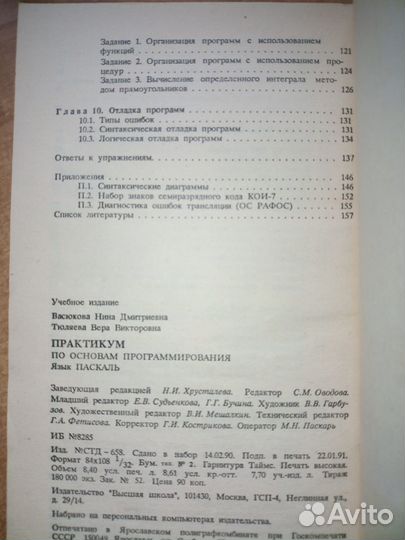 Задание 1. Организация программ с использованием
функций . . . 121
Задание 2. Организация программ с использованием про-
цедур . . . 124
Задание 3. Вычисление определенного интеграла мето-
дом прямоугольников . . . 126
Глава 10. Отладка программ . . . 131
10.1. Типы ошибок . . . 131
10.2. Синтаксическая отладка программ . . . 131
10.3. Логическая отладка программ . . . 134
Ответы к упражнениям. . . . 137
Приложения . . . 146
П.1. Синтаксические диаграммы . . . 146
П.2. Набор знаков семиразрядного кода КОИ-7 . . . 152
П.3. Диагностика ошибок трансляции (ОС РАФОС) . . . 155
Список литературы . . . 157
Учебное издание
Васюкова Нина Дмитриевна
Тюляева Вера Викторовна
ПРАКТИКУМ
ПО ОСНОВАМ ПРОГРАММИРОВАНИЯ
Язык ПАСКАЛЬ
Заведующая редакцией Н.И. Хрусталева. Редактор С.М. Оводова.
Младший редактор Е.В. Судьенкова, Г.Г. Бучина. Художник В.В. Гарбу-
зов. Художественный редактор В.И. Мешалкин. Технический редактор
Г.А. Фетисова. Корректор Г.И. Кострикова. Оператор М.Н. Паскарь
ИБ №8285
Изд. №СТД-658. Сдано в набор 14.02.90. Подп. в печать 22.01.91.
Формат 84х108 1/32. Бум. тип. № 2. Гарнитура Таймс. Печать высокая.
Объем 8,40 усл. печ. л. 8,61 усл. кр.-отт. 7,70 уч.-изд. л. Тираж
180 000 экз. Зак. № 52. Цена 90 коп.
Издательство "Высшая школа", 101430, Москва, ГСП-4, Неглинная ул.,
д. 29/14.
Набрано на персональных компьютерах издательства.
Отпечатано в Ярославском полиграфкомбинате при Госкомпечати
СССР 150049
Avito